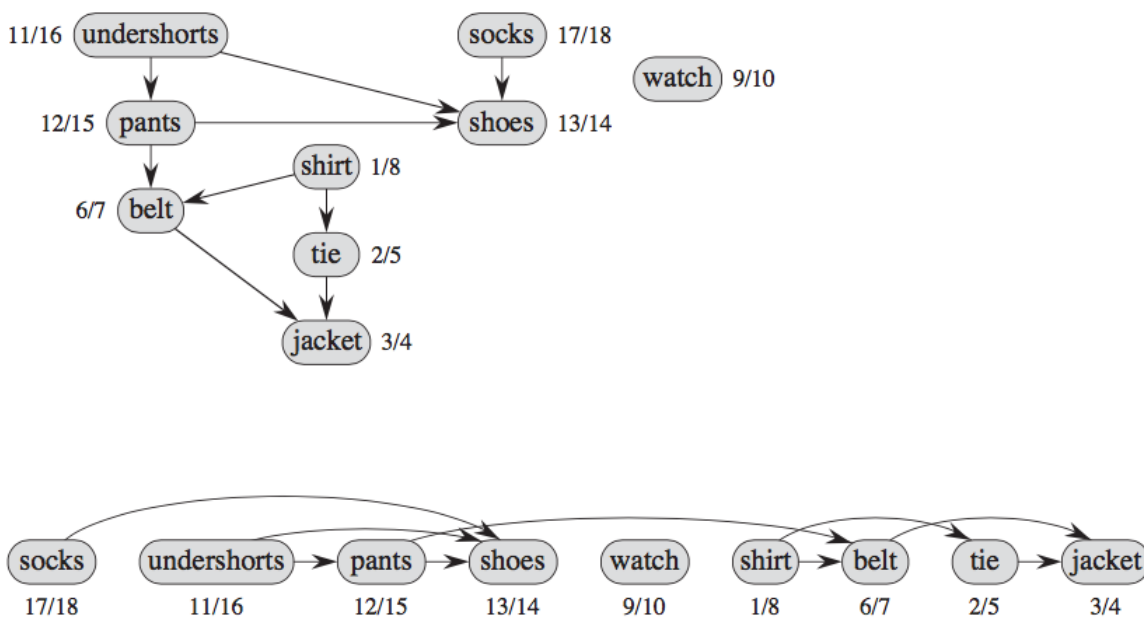 11/16 undershorts socks 17/18
watch 9/10
12/15 pants shoes 13/14
shirt 1/8
6/7 belt
tie 2/5
jacket 3/4
socks undershorts pants shoes watch shirt belt tie jacket
17/18 11/16 12/15 13/14 9/10 1/8 6/7 2/5 3/4